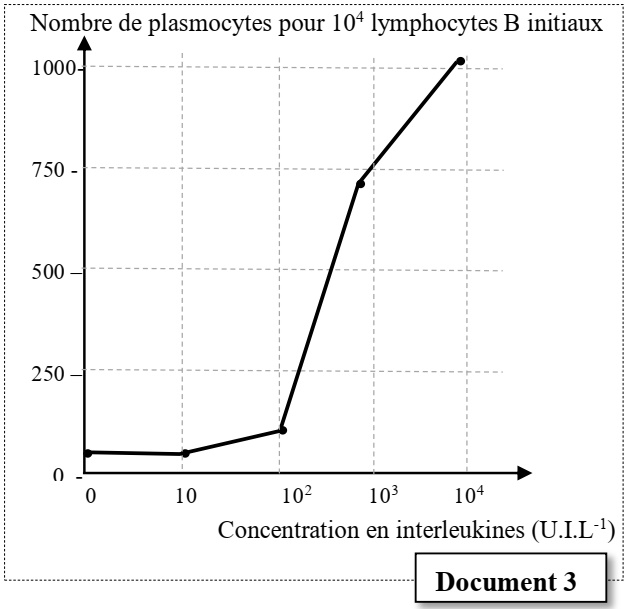 Nombre de plasmocytes pour 10⁴ lymphocytes B initiaux
1000
750
500
250
0
0 10 10² 10³ 10⁴
Concentration en interleukines (U.I.L⁻¹)
Document 3